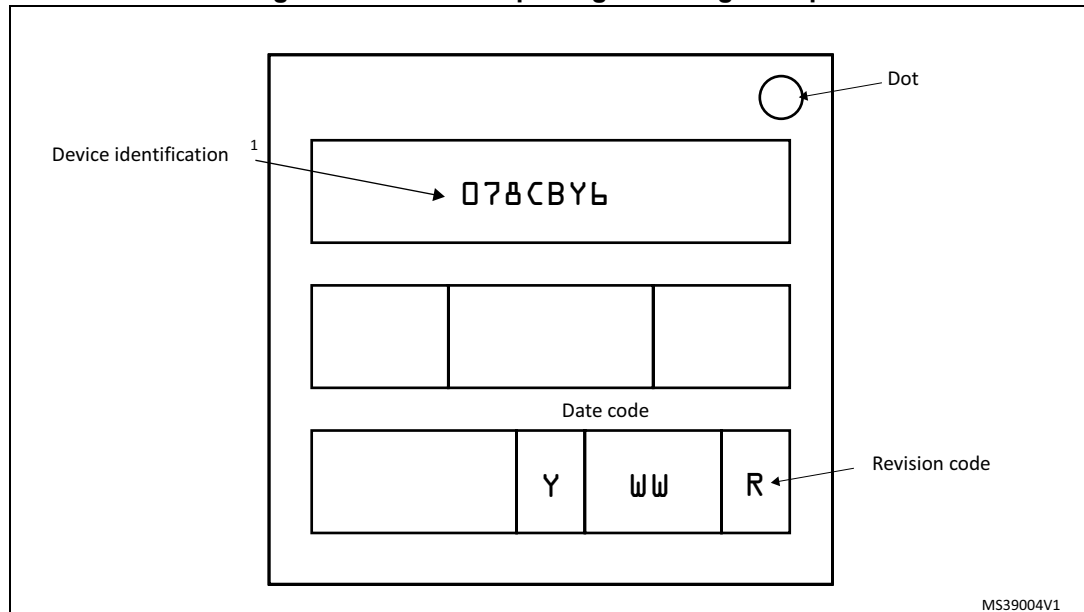 Dot
Device identification 1
078CBY6
Date code
Y WW R
Revision code
MS39004V1